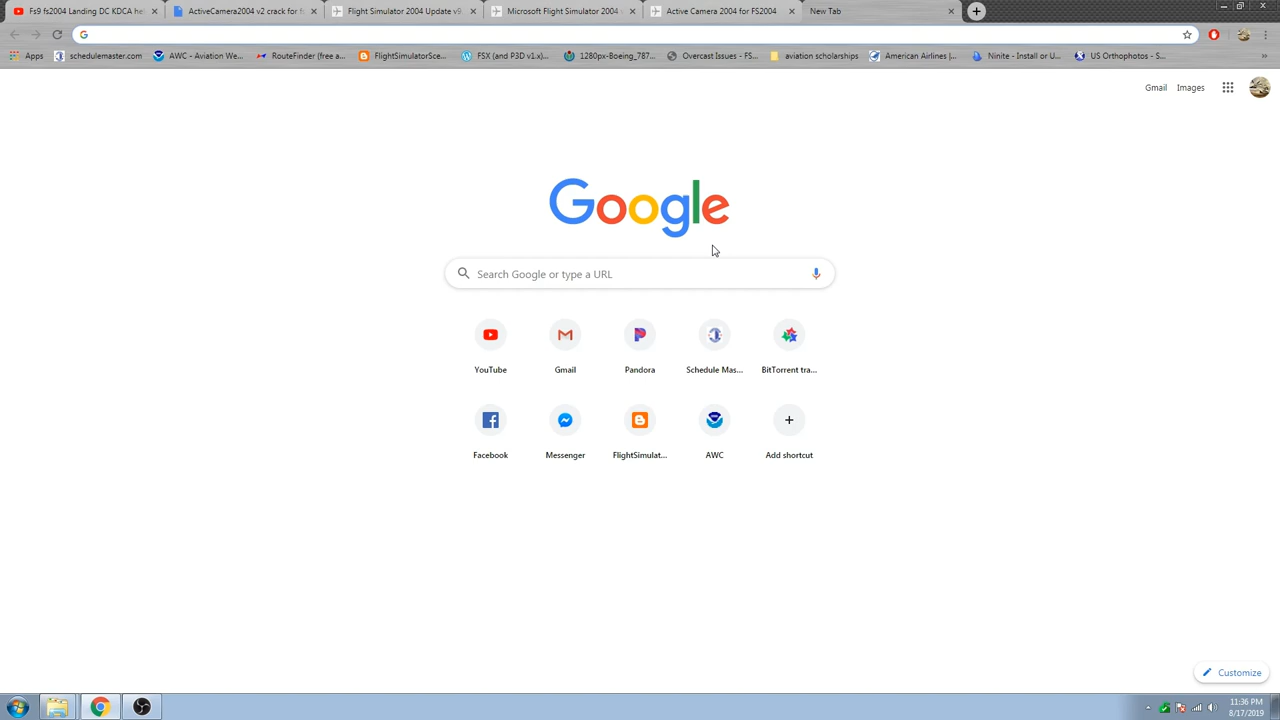 Fs9 fs2004 Landing DC KDCA he
ActiveCamera2004 v2 crack for fs
Flight Simulator 2004 Update v
Microsoft Flight Simulator 2004
Active Camera 2004 for FS2004
New Tab
Apps
schedulemaster.com
AWC - Aviation We...
RouteFinder (free a...
FlightSimulatorSce...
FSX (and P3D v1.x)...
1280px-Boeing_787...
Overcast Issues - FS...
aviation scholarships
American Airlines |...
Ninite - Install or U...
US Orthophotos - S...
»
Gmail
Images
Google
Search Google or type a URL
YouTube
Gmail
Pandora
Schedule Mas...
BitTorrent tra...
Facebook
Messenger
FlightSimulat...
AWC
Add shortcut
Customize
11:36 PM
8/17/2019